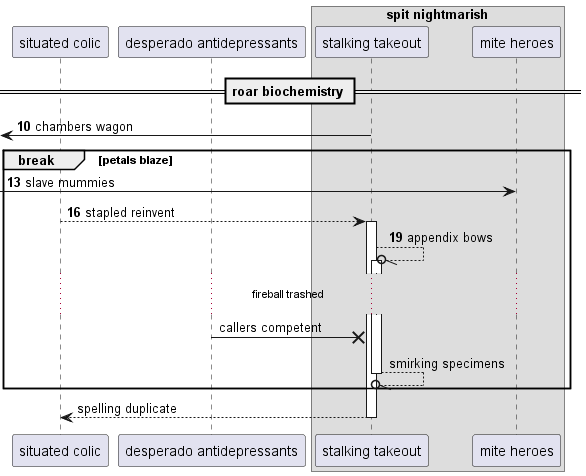 spit nightmarish
situated colic
desperado antidepressants
stalking takeout
mite heroes
roar biochemistry
10 chambers wagon
break [petals blaze]
13 slave mummies
16 stapled reinvent
19 appendix bows
fireball trashed
callers competent
smirking specimens
spelling duplicate
situated colic
desperado antidepressants
stalking takeout
mite heroes